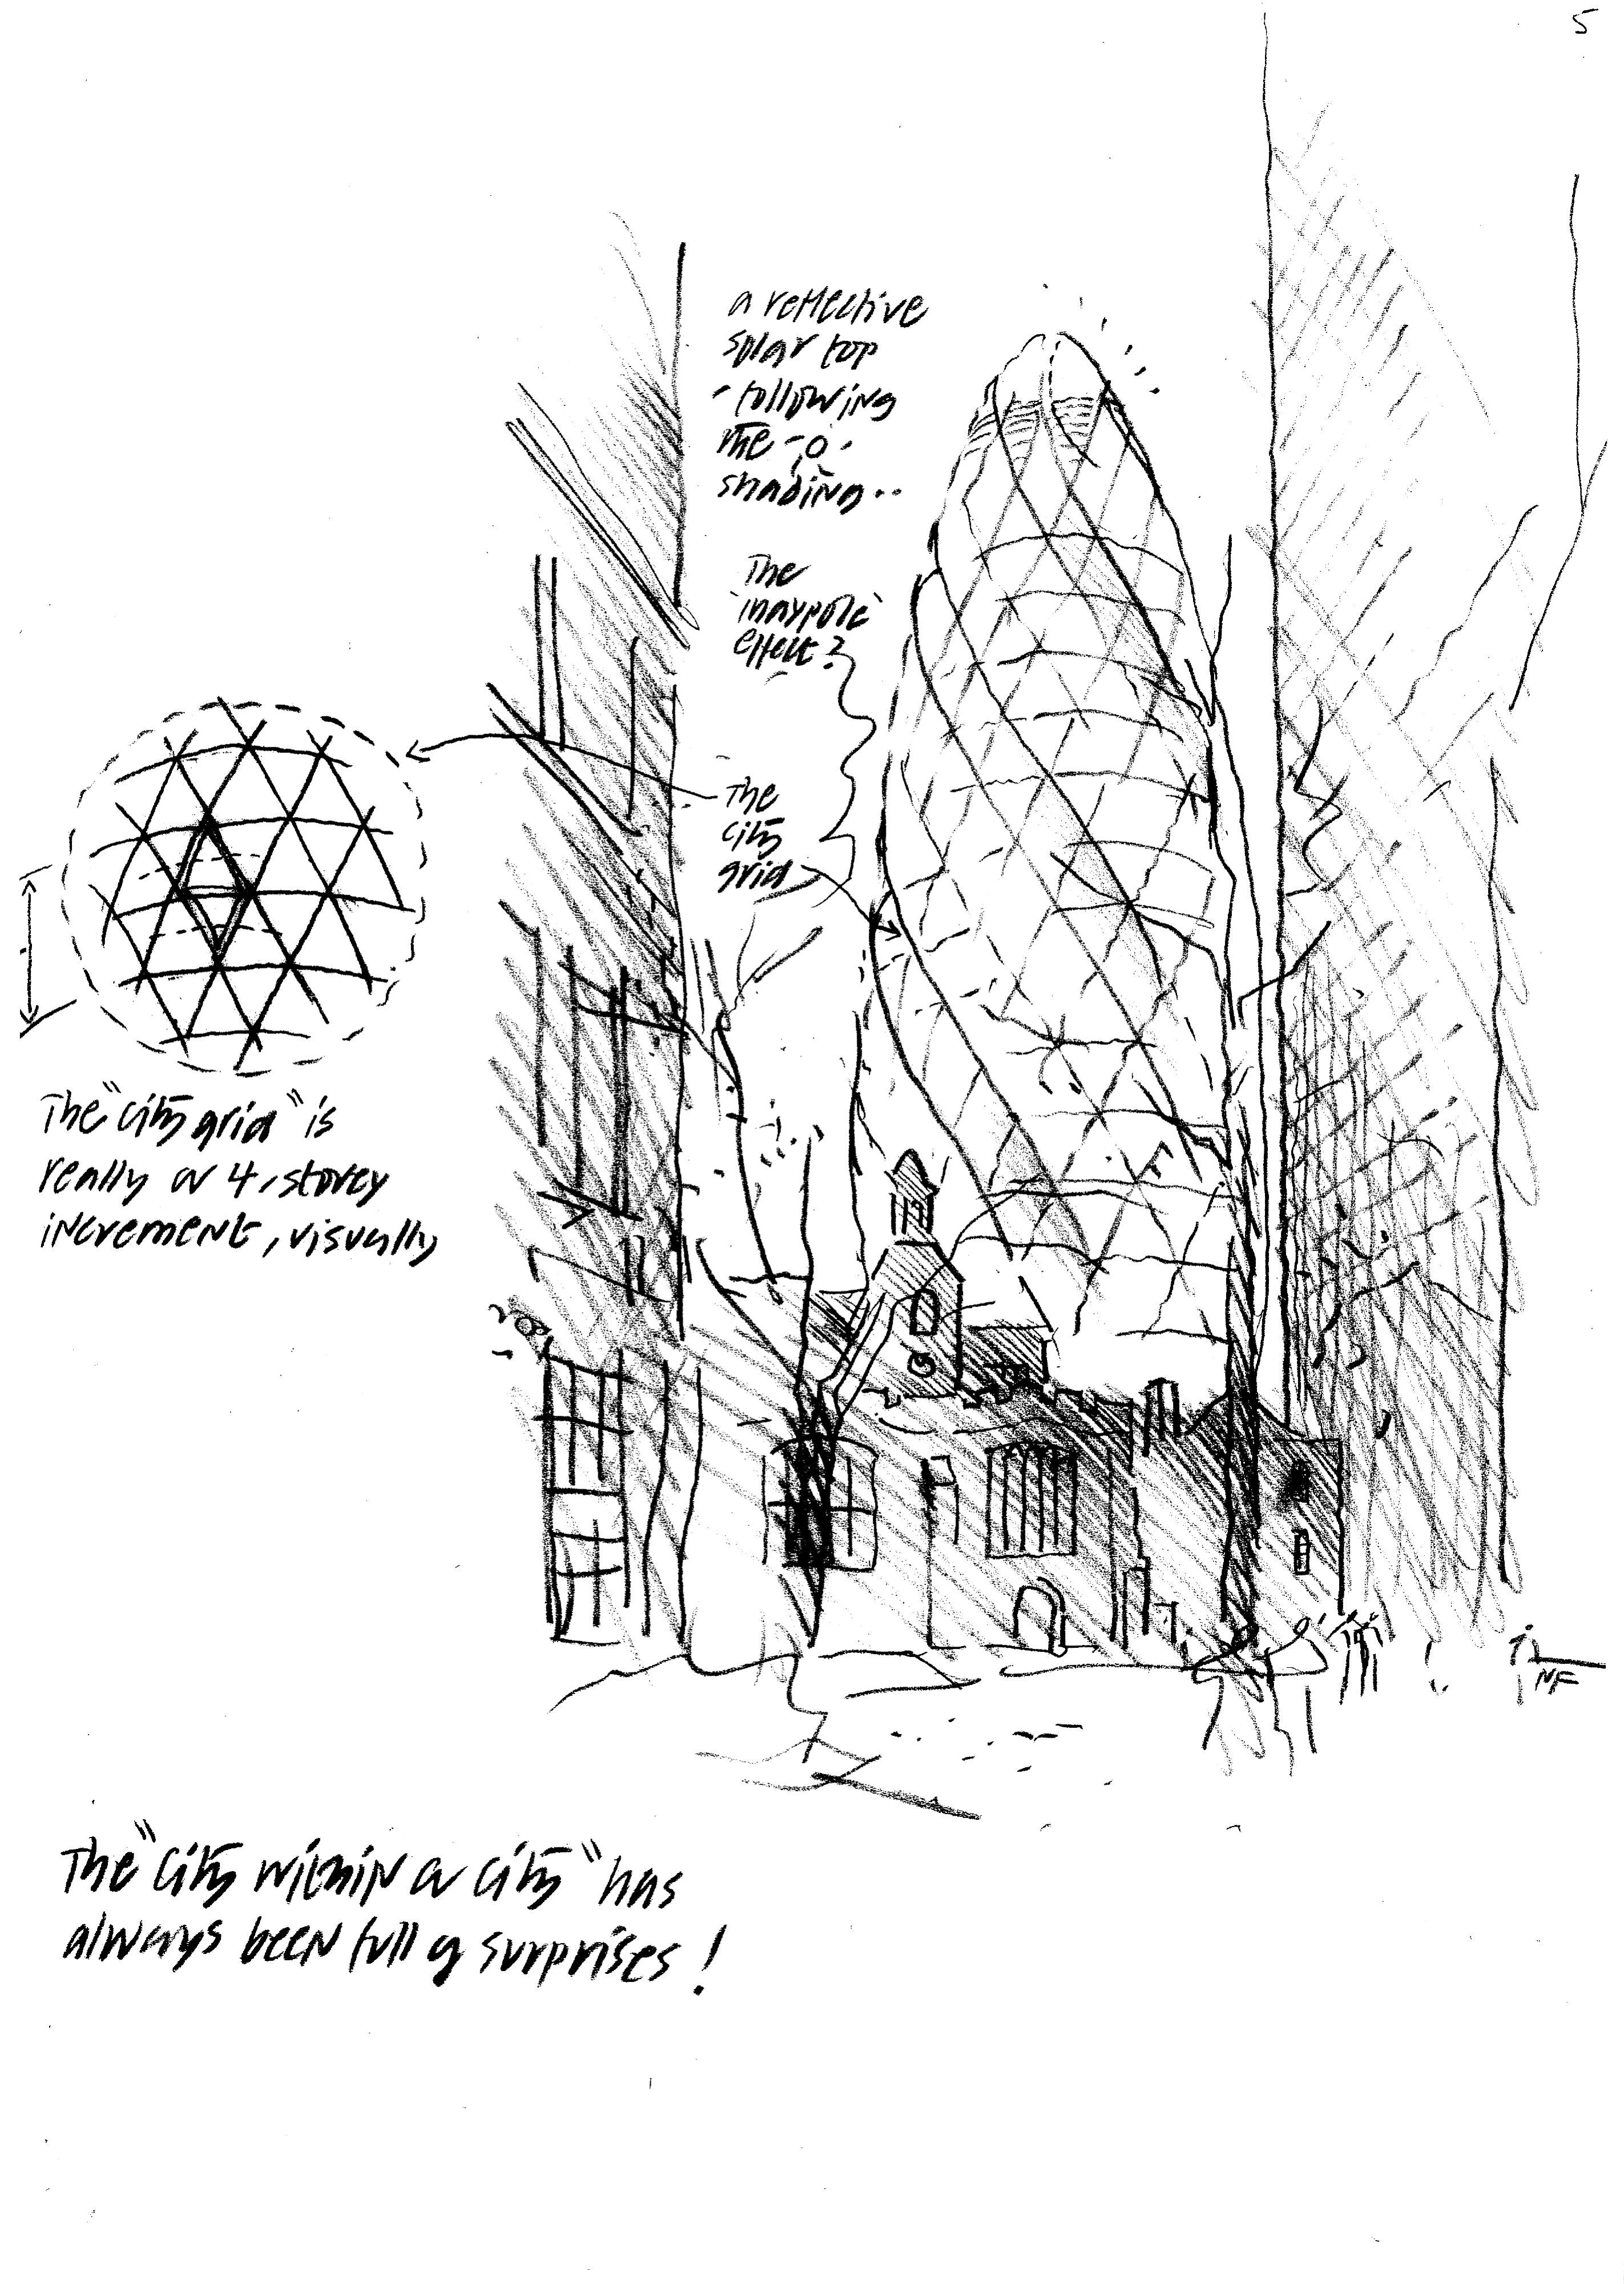 5
a reflective
solar top
- following
the
shading..
The
'maypole'
effect?
The
city
grid
The "city grid" is
really a 4, storey
increment, visually
NF
The "city within a city" has
always been full of surprises!